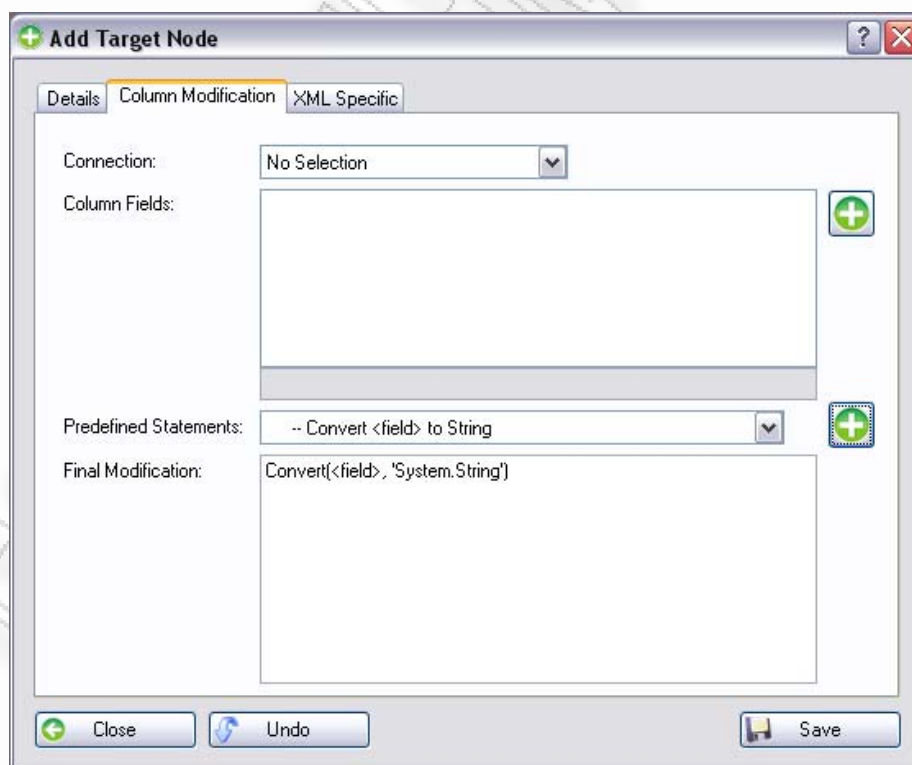 Add Target Node
Details Column Modification XML Specific
Connection: No Selection
Column Fields:
Predefined Statements: -- Convert <field> to String
Final Modification: Convert(<field>, 'System.String')
Close Undo Save